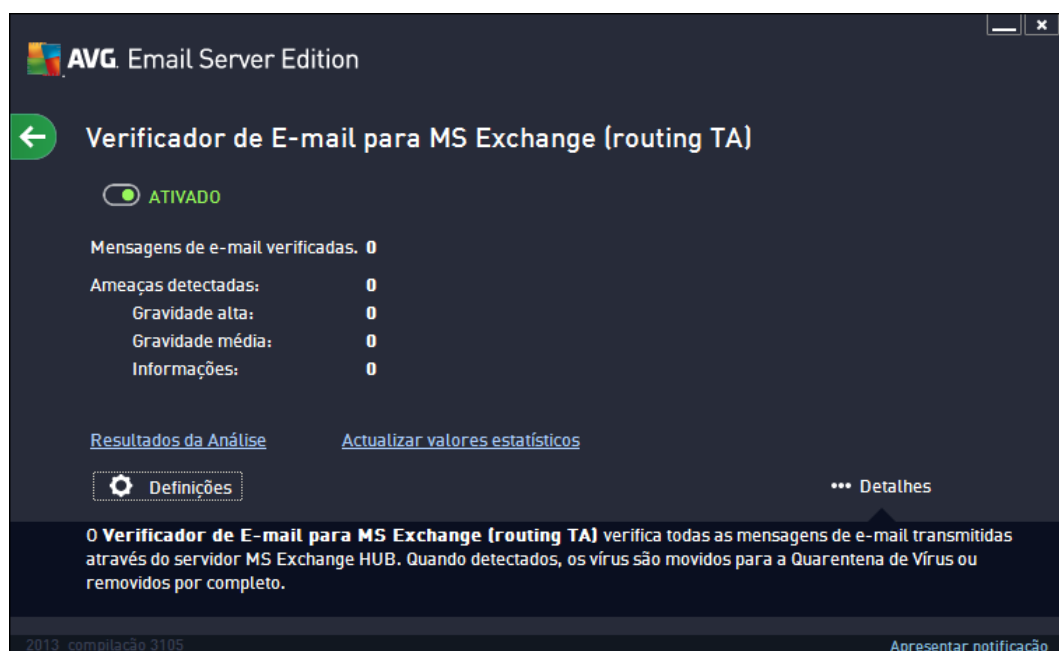 AVG. Email Server Edition
Verificador de E-mail para MS Exchange (routing TA)
ATIVADO
Mensagens de e-mail verificadas. 0
Ameaças detectadas: 0
Gravidade alta: 0
Gravidade média: 0
Informações: 0
Resultados da Análise Actualizar valores estatísticos
Definições ••• Detalhes
O Verificador de E-mail para MS Exchange (routing TA) verifica todas as mensagens de e-mail transmitidas
através do servidor MS Exchange HUB. Quando detectados, os vírus são movidos para a Quarentena de Vírus ou
removidos por completo.
2013 compilação 3105 Apresentar notificação